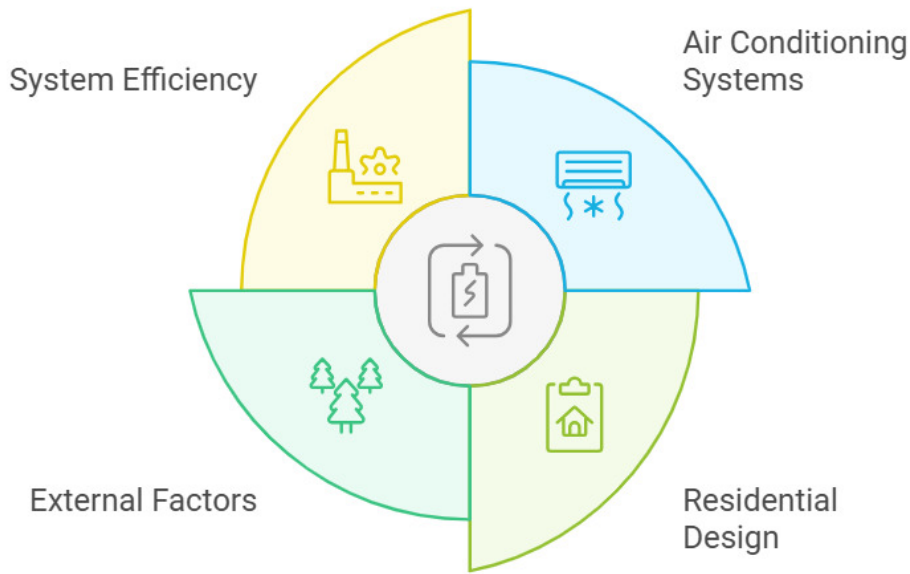 System Efficiency
Air Conditioning
Systems
External Factors
Residential
Design